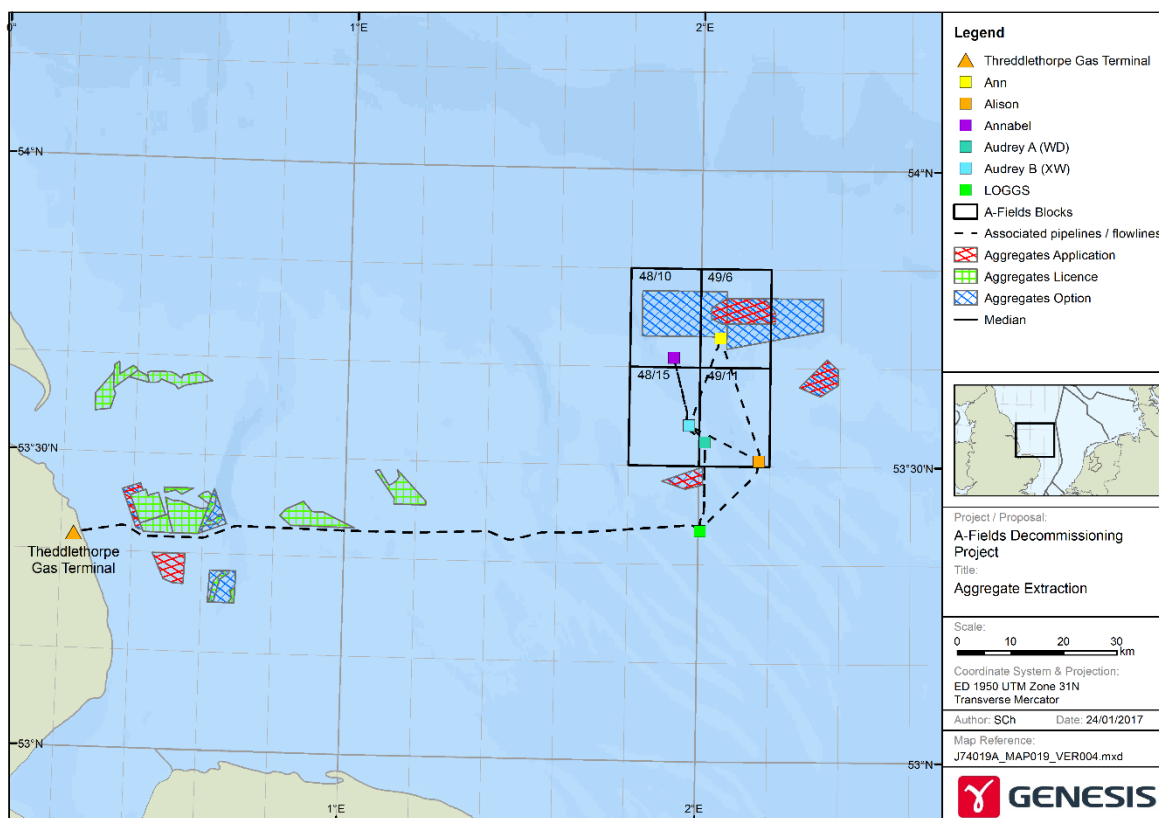 0°
1°E
2°E
54°N
54°N
48/10
49/6
48/15
49/11
53°30'N
53°30'N
Theddlethorpe
Gas Terminal
53°N
53°N
1°E
2°E
Legend
Threddlethorpe Gas Terminal
Ann
Alison
Annabel
Audrey A (WD)
Audrey B (XW)
LOGGS
A-Fields Blocks
Associated pipelines / flowlines
Aggregates Application
Aggregates Licence
Aggregates Option
Median
Project / Proposal:
A-Fields Decommissioning
Project
Title:
Aggregate Extraction
Scale:
0 10 20 30
km
Coordinate System & Projection:
ED 1950 UTM Zone 31N
Transverse Mercator
Author: SCh Date: 24/01/2017
Map Reference:
J74019A_MAP019_VER004.mxd
GENESIS